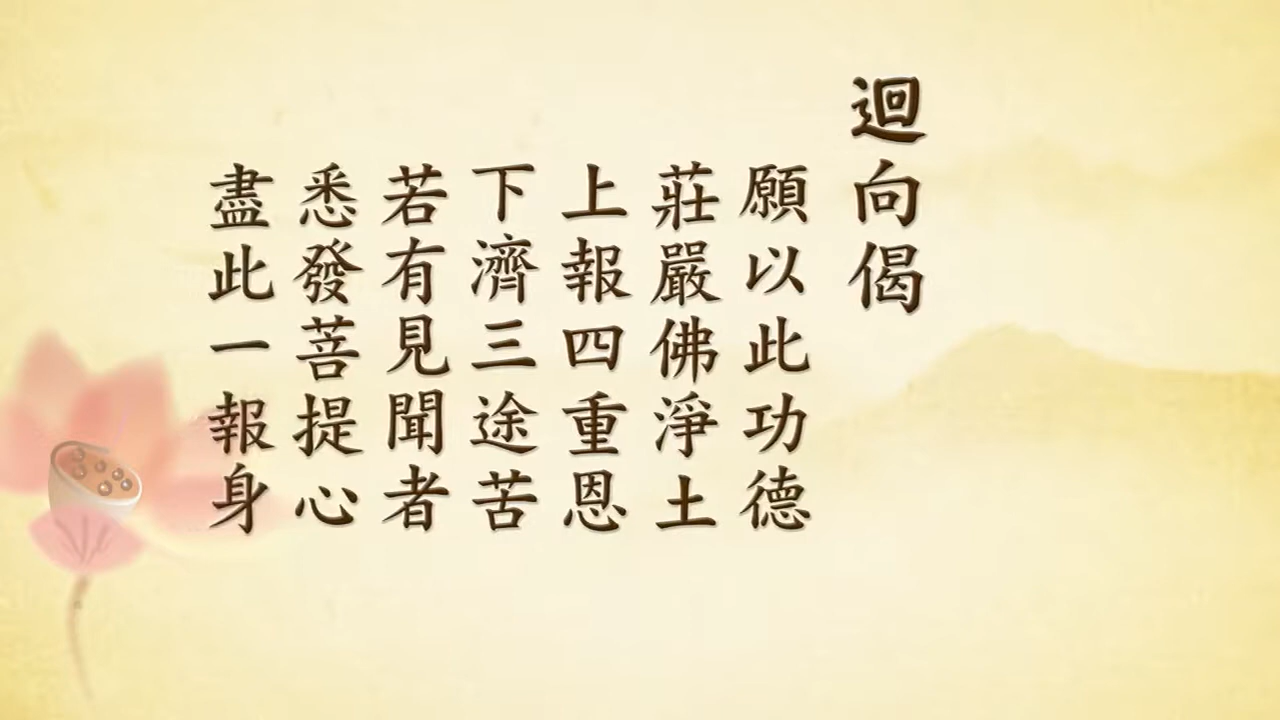 迴向偈
願以此功德
莊嚴佛淨土
上報四重恩
下濟三途苦
若有見聞者
悉發菩提心
盡此一報身